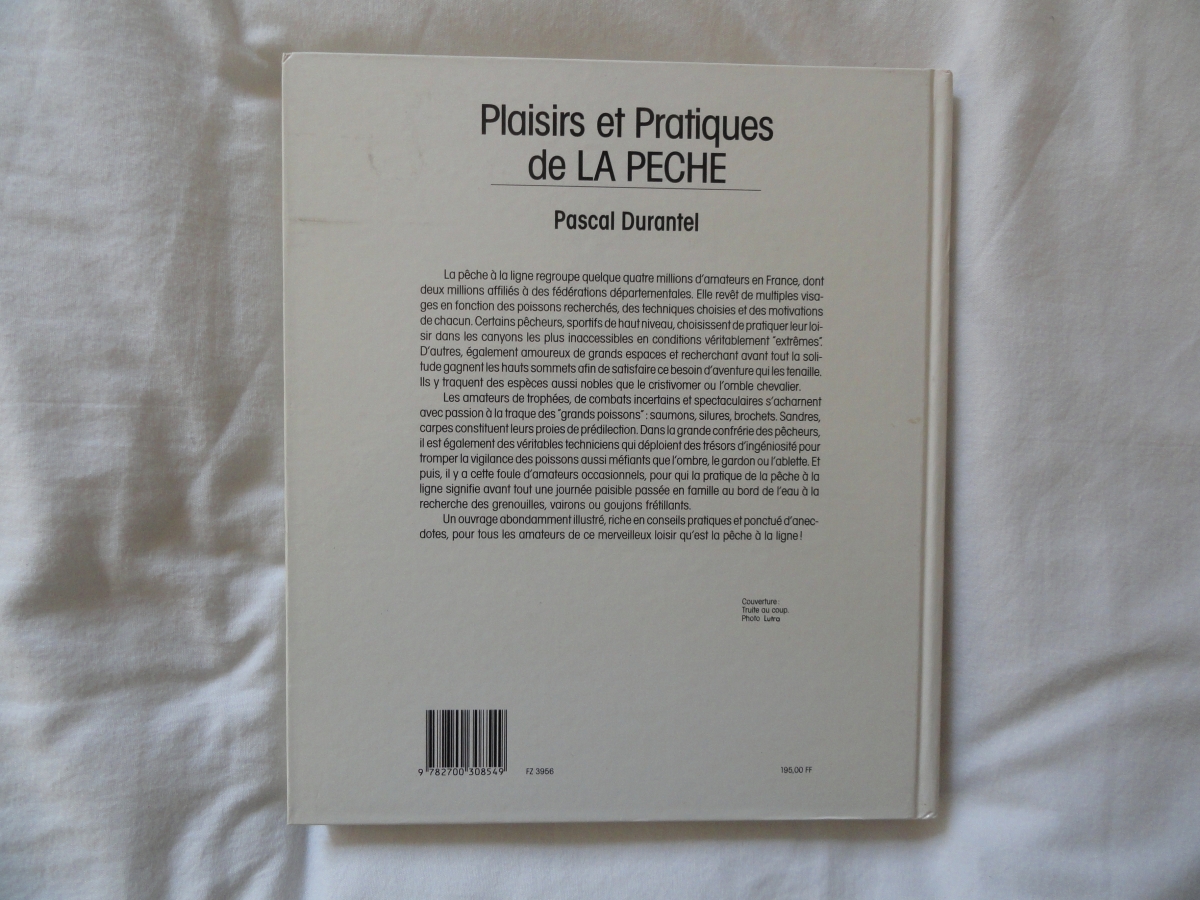 Plaisirs et Pratiques
de LA PECHE
Pascal Durantel
La pêche à la ligne regroupe quelque quatre millions d'amateurs en France, dont
deux millions affiliés à des fédérations départementales. Elle revêt de multiples visa-
ges en fonction des poissons recherchés, des techniques choisies et des motivations
de chacun. Certains pêcheurs, sportifs de haut niveau, choisissent de pratiquer leur loi-
sir dans les canyons les plus inaccessibles en conditions véritablement "extrêmes".
D'autres, également amoureux de grands espaces et recherchant avant tout la soli-
tude gagnent les hauts sommets afin de satisfaire ce besoin d'aventure qui les tenaille.
Ils y traquent des espèces aussi nobles que le cristivomer ou l'omble chevalier.
Les amateurs de trophées, de combats incertains et spectaculaires s'acharnent
avec passion à la traque des "grands poissons" : saumons, silures, brochets. Sandres,
carpes constituent leurs proies de prédilection. Dans la grande confrérie des pêcheurs,
il est également des véritables techniciens qui déploient des trésors d'ingéniosité pour
tromper la vigilance des poissons aussi méfiants que l'ombre, le gardon ou l'ablette. Et
puis, il y a cette foule d'amateurs occasionnels, pour qui la pratique de la pêche à la
ligne signifie avant tout une journée paisible passée en famille au bord de l'eau à la
recherche des grenouilles, vairons ou goujons frétillants.
Un ouvrage abondamment illustré, riche en conseils pratiques et ponctué d'anec-
dotes, pour tous les amateurs de ce merveilleux loisir qu'est la pêche à la ligne !
Couverture :
Truite au coup.
Photo Lutra
9 782700 308549
FZ 3956
195,00 FF